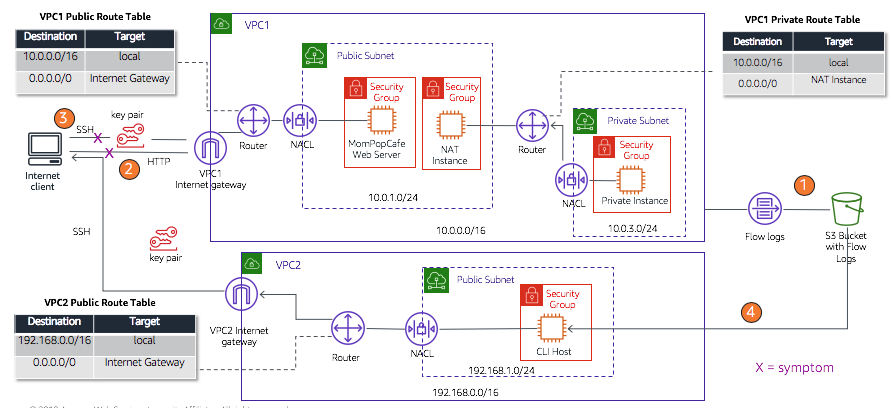 VPC1 Public Route Table
Destination Target
10.0.0.0/16 local
0.0.0.0/0 Internet Gateway
VPC1
VPC1 Private Route Table
Destination Target
10.0.0.0/16 local
0.0.0.0/0 NAT Instance
Public Subnet
Security
Group
Security
Group
3
key pair
SSH
HTTP
2
Internet
client
VPC1
Internet gateway
Router
NACL
MomPopCafe
Web Server
NAT
Instance
10.0.1.0/24
Router
Private Subnet
Security
Group
NACL
Private Instance
10.0.3.0/24
10.0.0.0/16
1
Flow logs
S3 Bucket
with Flow
Logs
SSH
key pair
VPC2
Public Subnet
Security
Group
VPC2 Internet
gateway
Router
NACL
CLI Host
192.168.1.0/24
192.168.0.0/16
4
X = symptom
VPC2 Public Route Table
Destination Target
192.168.0.0/16 local
0.0.0.0/0 Internet Gateway